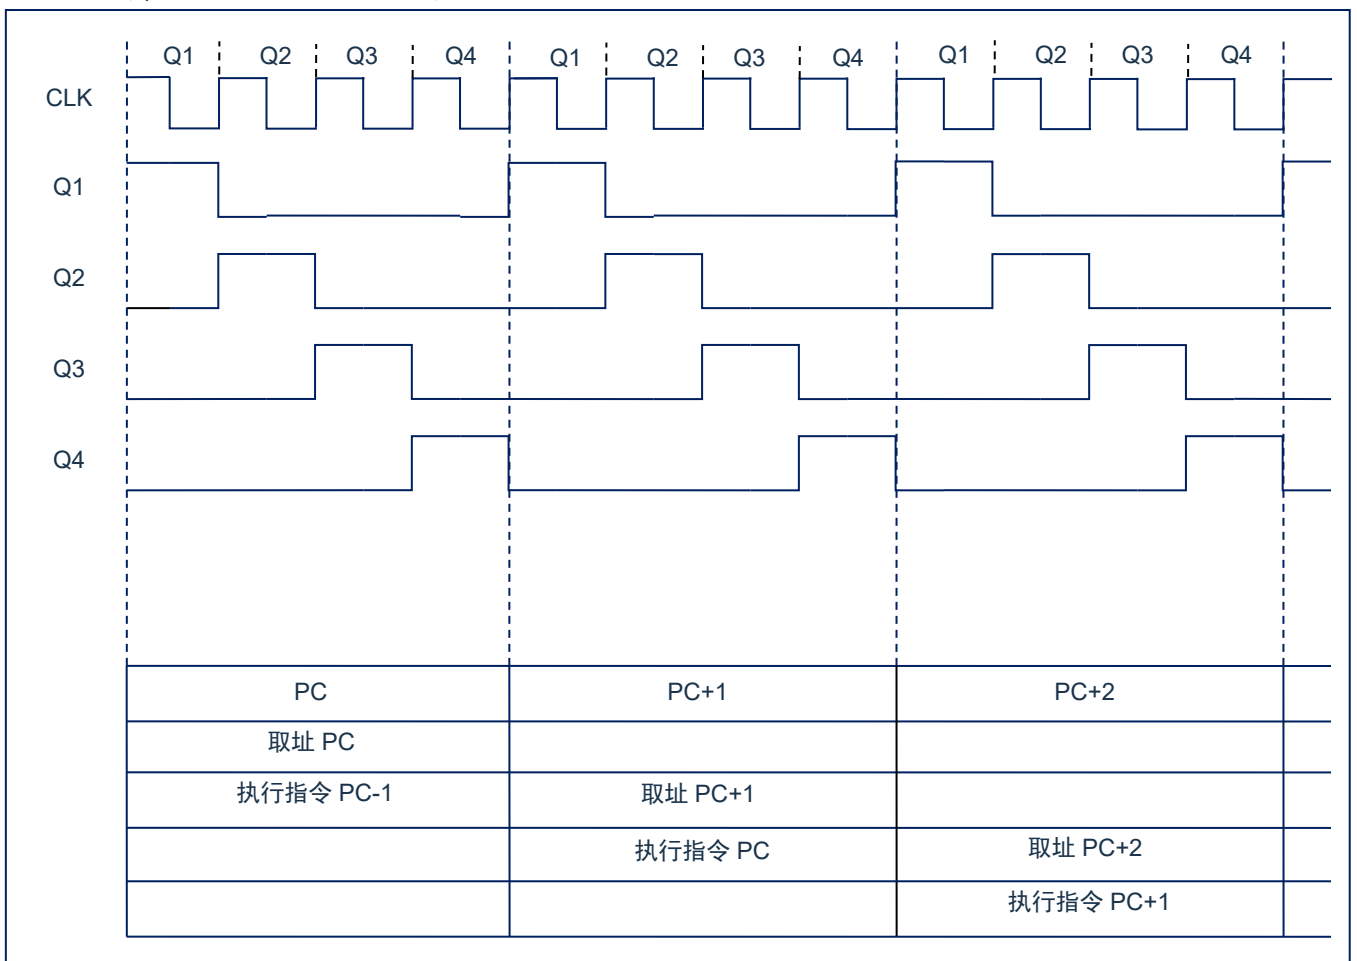 Q1 Q2 Q3 Q4 Q1 Q2 Q3 Q4 Q1 Q2 Q3 Q4
CLK
Q1
Q2
Q3
Q4
PC PC+1 PC+2
取址 PC
执行指令 PC-1 取址 PC+1
执行指令 PC 取址 PC+2
执行指令 PC+1